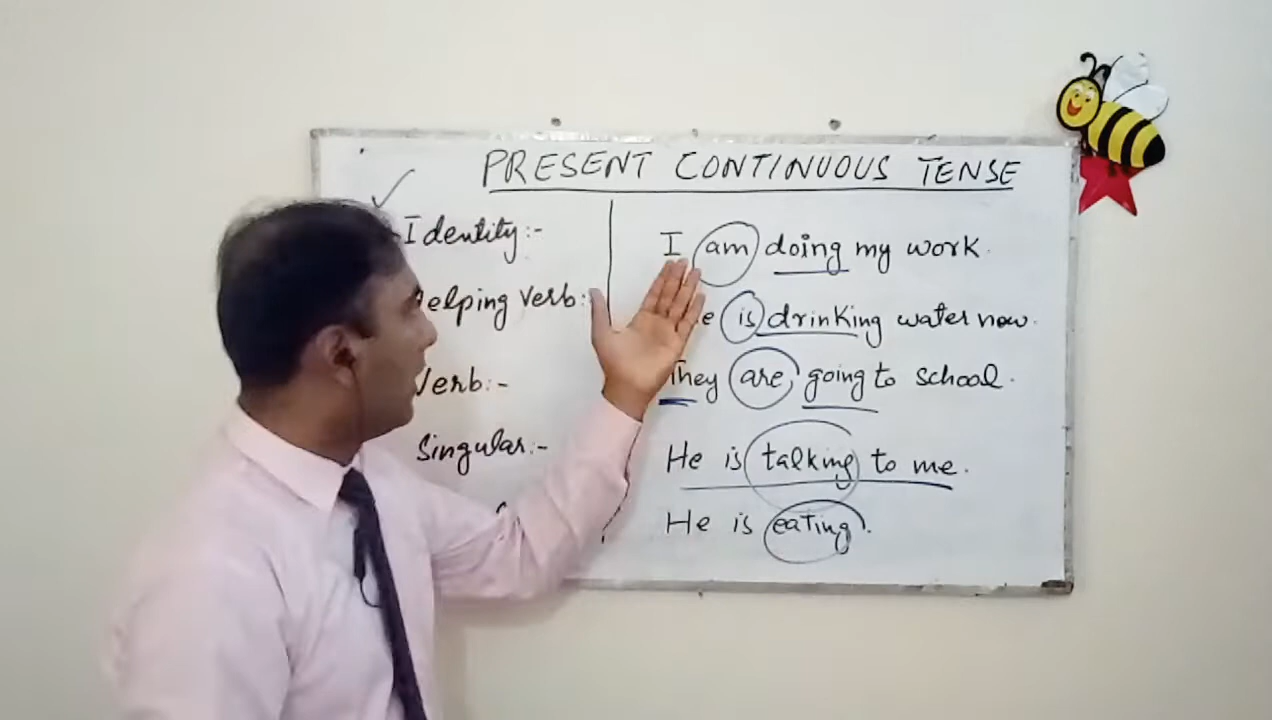 PRESENT CONTINUOUS TENSE
Identity:-
Helping Verb:-
Verb:-
Singular:-
I am doing my work.
is drinking water now.
They are going to school.
He is talking to me.
He is eating.